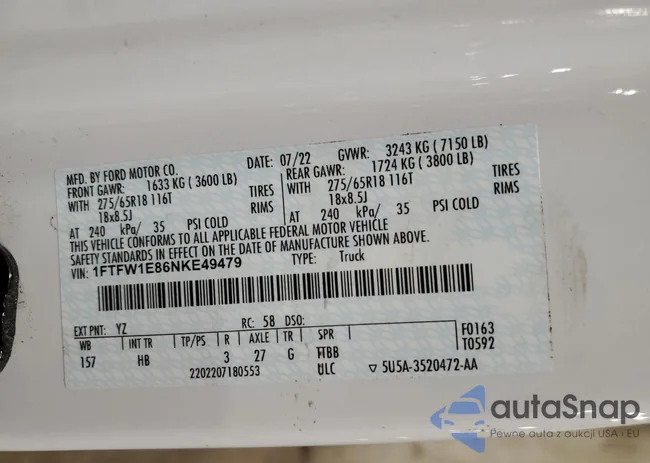 MFD. BY FORD MOTOR CO. DATE: 07/22 GVWR: 3243 KG ( 7150 LB)
FRONT GAWR: 1633 KG ( 3600 LB) REAR GAWR: 1724 KG ( 3800 LB)
WITH 275/65R18 116T TIRES WITH 275/65R18 116T TIRES
18x8.5J RIMS 18x8.5J RIMS
AT 240 kPa/ 35 PSI COLD AT 240 kPa/ 35 PSI COLD
THIS VEHICLE CONFORMS TO ALL APPLICABLE FEDERAL MOTOR VEHICLE
SAFETY STANDARDS IN EFFECT ON THE DATE OF MANUFACTURE SHOWN ABOVE.
VIN: 1FTFW1E86NKE49479 TYPE: Truck
EXT PNT: YZ RC: 58 DSO: F0163
WB INT TR TP/PS R AXLE TR SPR T0592
157 HB 3 27 G TTBB
2202207180553 ULC 5U5A-3520472-AA
autaSnap
Pewne auta z aukcji USA - EU